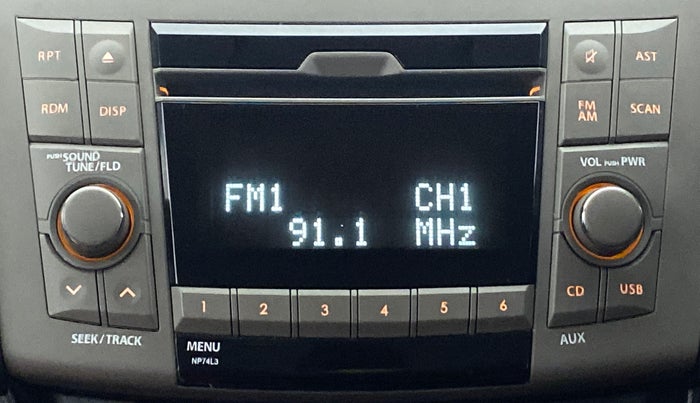 RPT
AST
RDM
DISP
FM
AM
SCAN
PUSH SOUND
TUNE/FLD
VOL PUSH PWR
FM1 CH1
91.1 MHz
CD
USB
1 2 3 4 5 6
SEEK/TRACK
MENU
AUX
NP74L3